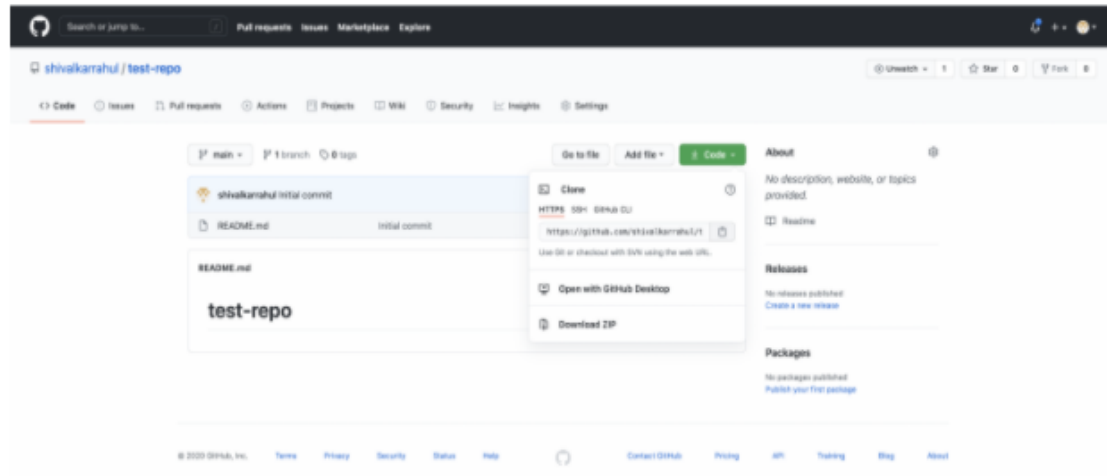 Search or jump to... /
Pull requests Issues Marketplace Explore
shivalkarrahul / test-repo
Unwatch 1 Star 0 Fork 0
Code Issues Pull requests Actions Projects Wiki Security Insights Settings
main 1 branch 0 tags
Go to file Add file Code
shivalkarrahul Initial commit
README.md Initial commit
README.md
test-repo
Clone
HTTPS SSH GitHub CLI
https://github.com/shivalkarrahul/t
Use Git or checkout with SVN using the web URL.
Open with GitHub Desktop
Download ZIP
About
No description, website, or topics
provided.
Readme
Releases
No releases published
Create a new release
Packages
No packages published
Publish your first package
© 2020 GitHub, Inc. Terms Privacy Security Status Help Contact GitHub Pricing API Training Blog About